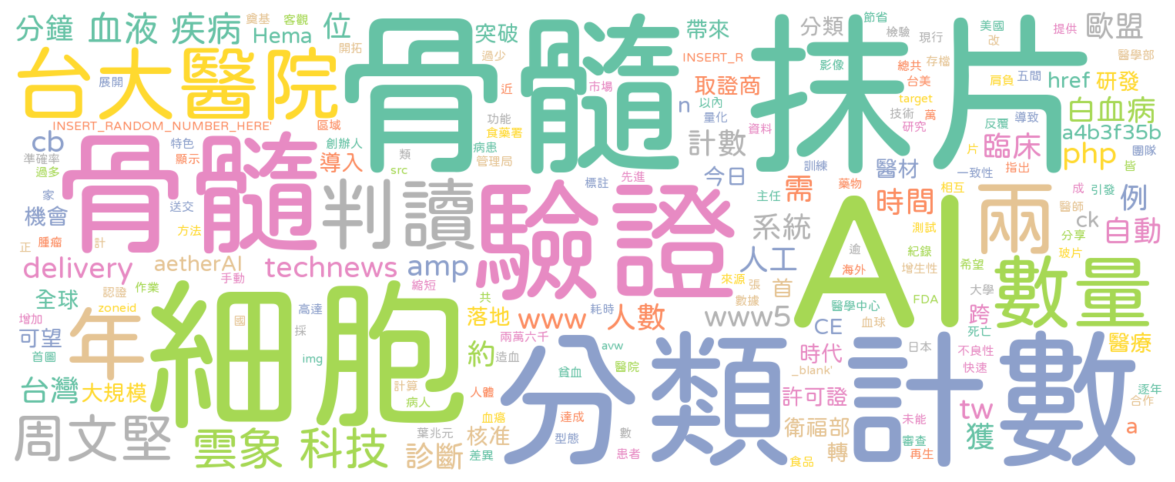 分鐘 血液 疾病 奠基 客觀 Hema 位 突破 帶來 分類 節省 檢驗 現行 美國 改 提供 歐盟
台大醫院 骨髓 抹片
開拓 過少 INSERT_R 影像 總共 存檔 醫學部
展開 近 市場 取證商 台美 肩負 五間 href 研發
INSERT_RANDOM_NUMBER_HERE' 區域 功能 n 以內 量化 技術 萬 target 白血病
cb 特色 創辦人 食藥署 計數 資料 研究 反覆 導致 a4b3f35b
準確率 顯示 導入 類 病患 管理局 片 臨床 php 團隊
過多 骨髓 src 判讀 標註 先進 今日 訓練 醫材 一致性 指出 皆
家 送交 驗證 主任 需 藥物 時間 相互 成 引發 例
機會 方法 AI 兩 醫師 ck 自動
正 腫瘤 計 系統 逾 測試 紀錄 分享
delivery aetherAI 手動 technews amp 人工 海外 增生性 希望 玻片
全球 認證 作業 縮短 來源 張 首 數量 大學
zoneid 高達 共 耗時 數據 醫學中心 FDA 跨
增加 年 國 細胞 落地 www 人數 www5 CE 血球 死亡
可望 採 兩萬六千 日本 不良性 醫療
首圖 img 約 造血 avw 分類計數 時代 快速
台灣 大規模 貧血 醫院 _blank'
計算 人體 許可證 逐年
周文堅 病人 血癌 達成 tw 合作
雲象 科技 葉兆元 核准 型態 數 衛福部 未能 獲 a
診斷 差異 患者 食品 轉 審查 再生